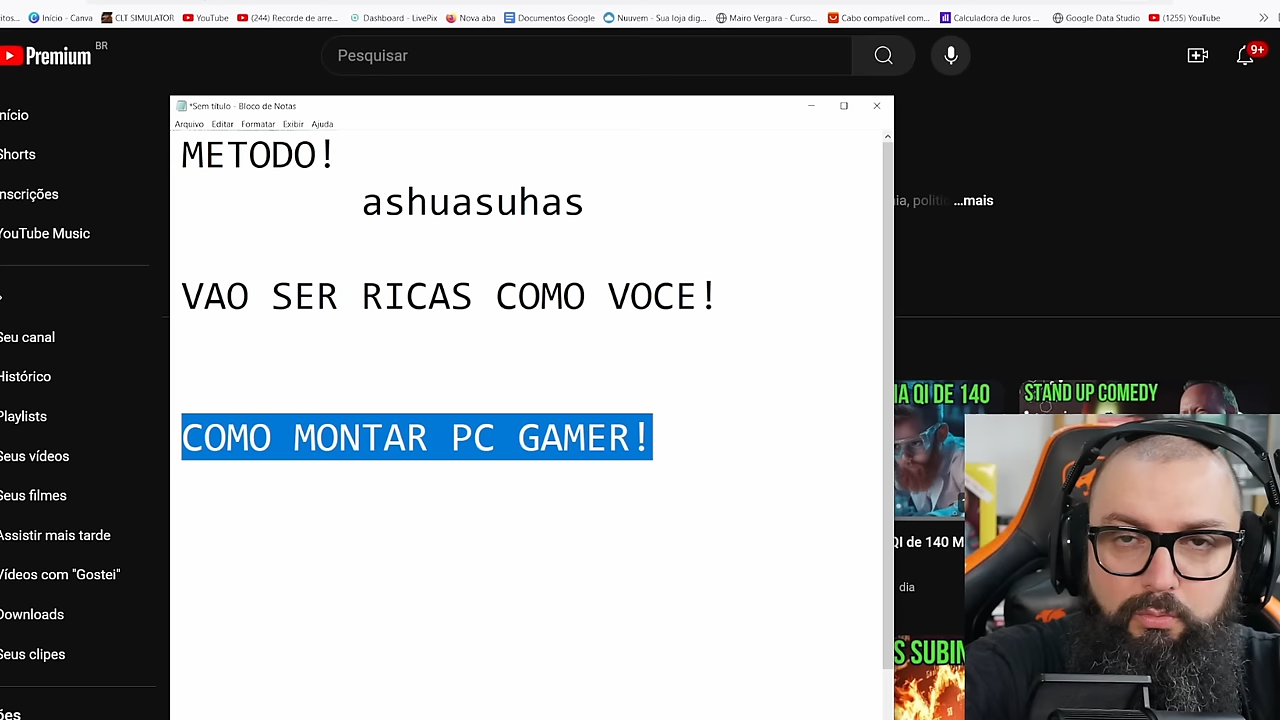 Início - Canva
CLT SIMULATOR
YouTube
(244) Recorde de arre...
Dashboard - LivePix
Nova aba
Documentos Google
Nuuvem - Sua loja dig...
Mairo Vergara - Curso...
Cabo compatível com...
Calculadora de Juros ...
Google Data Studio
(1255) YouTube
Premium BR
Pesquisar
9+
*Sem título - Bloco de Notas
Arquivo Editar Formatar Exibir Ajuda
METODO!
ashuasuhas
VAO SER RICAS COMO VOCE!
COMO MONTAR PC GAMER!
nício
Shorts
nscrições
YouTube Music
Seu canal
Histórico
Playlists
Seus vídeos
Seus filmes
Assistir mais tarde
Vídeos com "Gostei"
Downloads
Seus clipes
ões
...mais
QI DE 140
STAND UP COMEDY
QI de 140 M
dia